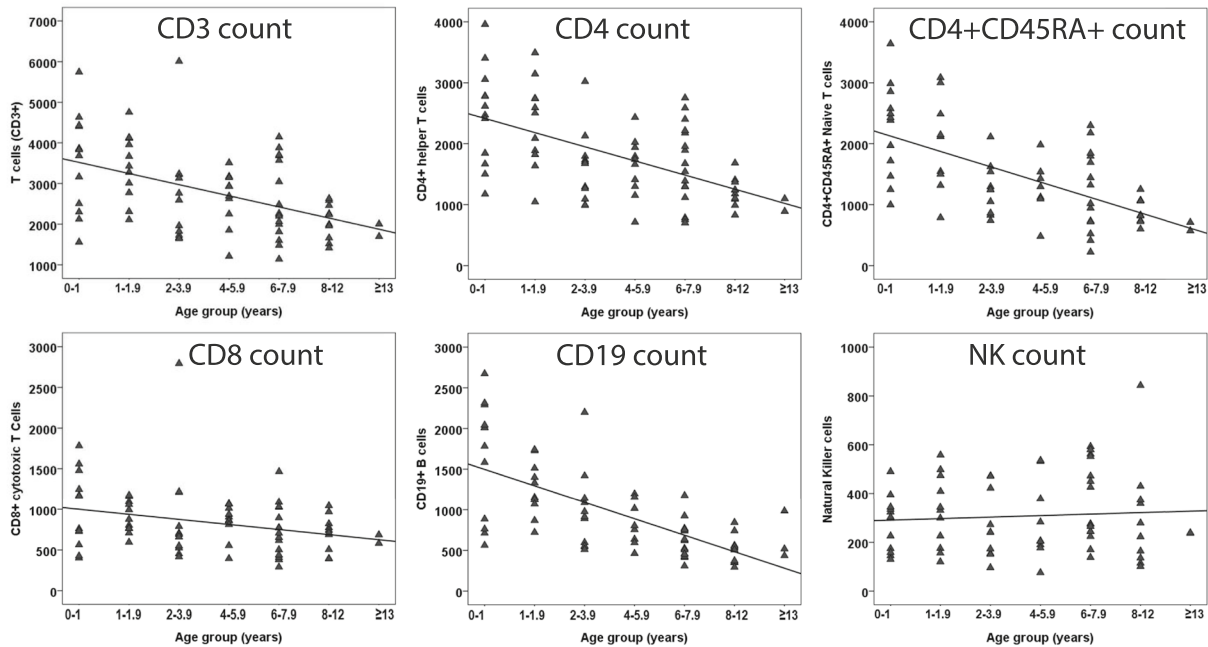 CD3 count
T cells (CD3+)
7000
6000
5000
4000
3000
2000
1000
0-1 1-1.9 2-3.9 4-5.9 6-7.9 8-12 ≥13
Age group (years)
CD4 count
CD4+ helper T cells
4000
3000
2000
1000
0
0-1 1-1.9 2-3.9 4-5.9 6-7.9 8-12 ≥13
Age group (years)
CD4+CD45RA+ count
CD4+CD45RA+ Naive T cells
4000
3000
2000
1000
0
0-1 1-1.9 2-3.9 4-5.9 6-7.9 8-12 ≥13
Age group (years)
CD8 count
CD8+ cytotoxic T Cells
3000
2500
2000
1500
1000
500
0
0-1 1-1.9 2-3.9 4-5.9 6-7.9 8-12 ≥13
Age group (years)
CD19 count
CD19+ B cells
3000
2500
2000
1500
1000
500
0
0-1 1-1.9 2-3.9 4-5.9 6-7.9 8-12 ≥13
Age group (years)
NK count
Natural Killer cells
1000
800
600
400
200
0
0-1 1-1.9 2-3.9 4-5.9 6-7.9 8-12 ≥13
Age group (years)